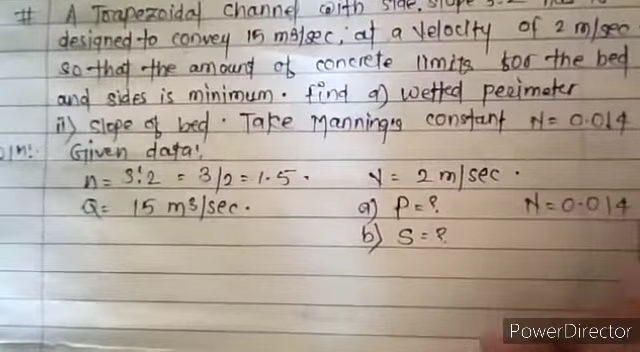 # A Trapezoidal channel with side, slope 3:2 has to
designed to convey 15 m3/sec, at a velocity of 2 m/sec
so that the amount of concrete limits for the bed
and sides is minimum. find a) wetted perimeter
ii) slope of bed. Take Manning's constant N = 0.014
Given data!
n = 3:2 = 3/2 = 1.5. V = 2 m/sec.
Q = 15 m3/sec. a) P=? N = 0.014
b) S = ?
PowerDirector